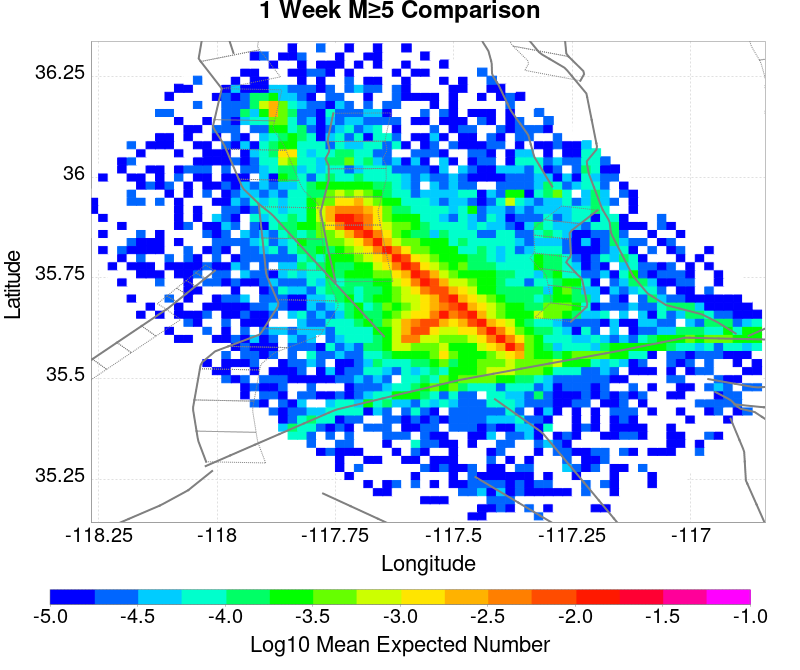 1 Week M≥5 Comparison
36.25
36
35.75
35.5
35.25
Latitude
-118.25 -118 -117.75 -117.5 -117.25 -117
Longitude
-5.0 -4.5 -4.0 -3.5 -3.0 -2.5 -2.0 -1.5 -1.0
Log10 Mean Expected Number